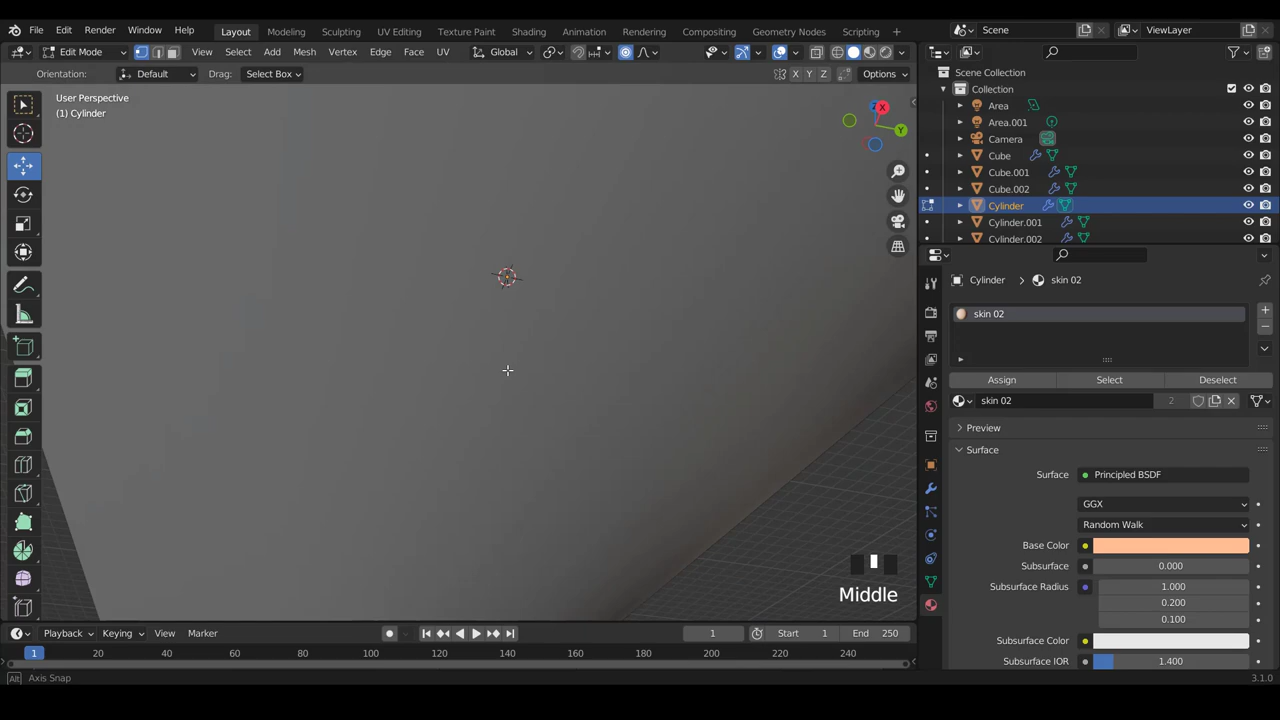 File Edit Render Window Help Layout Modeling Sculpting UV Editing Texture Paint Shading Animation Rendering Compositing Geometry Nodes Scripting + Scene ViewLayer
Edit Mode View Select Add Mesh Vertex Edge Face UV Global
Orientation: Default Drag: Select Box X Y Z Options
User Perspective
(1) Cylinder
Z X Y
Scene Collection
Collection
Area
Area.001
Camera
Cube
Cube.001
Cube.002
Cylinder
Cylinder.001
Cylinder.002
Cylinder > skin 02
skin 02
Assign Select Deselect
skin 02 2
Preview
Surface
Surface Principled BSDF
GGX
Random Walk
Base Color
Subsurface 0.000
Subsurface Radius 1.000
0.200
0.100
Subsurface Color
Subsurface IOR 1.400
Middle
Playback Keying View Marker 1 Start 1 End 250
1 20 40 60 80 100 120 140 160 180 200 220 240
Alt Axis Snap 3.1.0